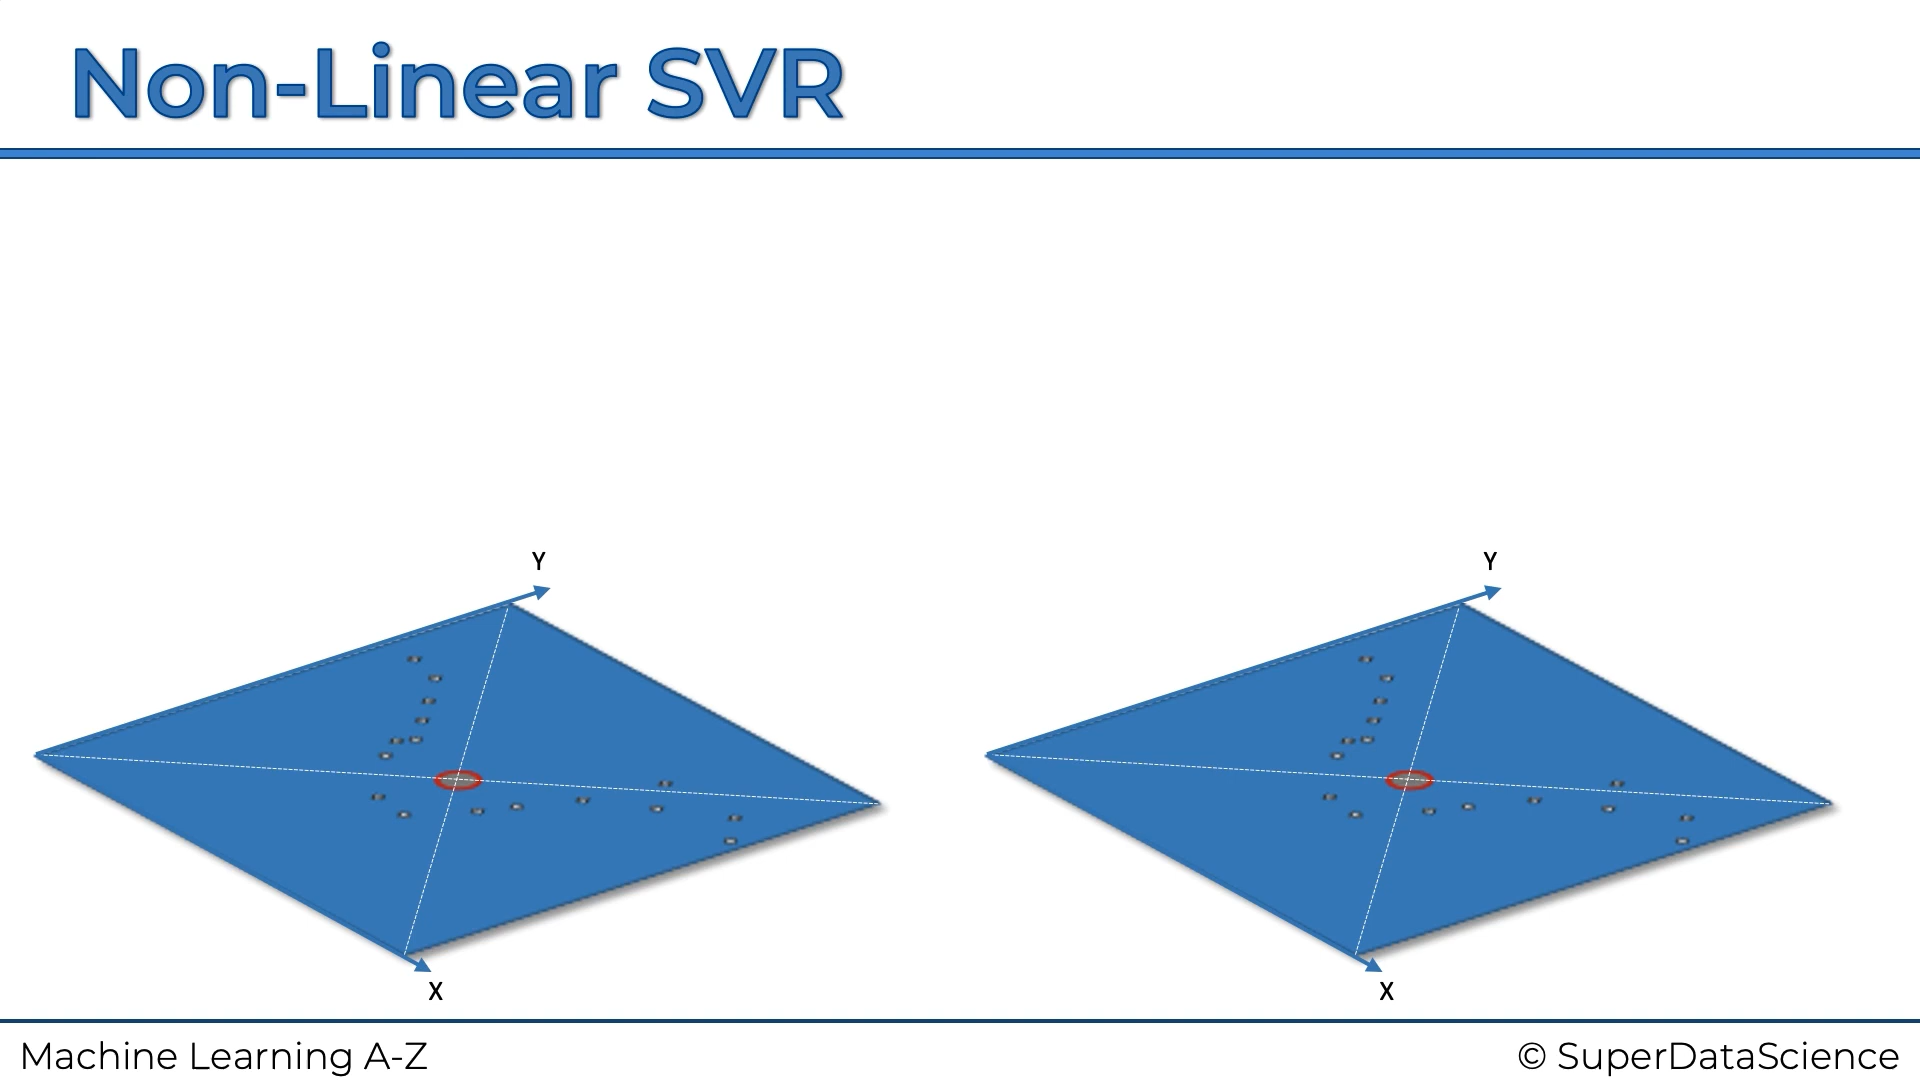 Non-Linear SVR
Y
Y
X
X
Machine Learning A-Z
© SuperDataScience